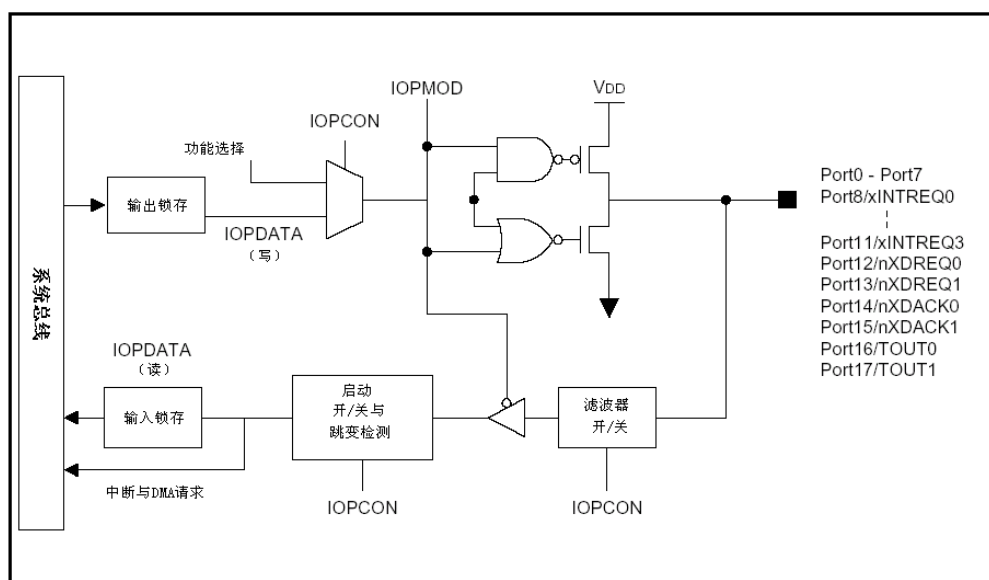 IOPMOD
VDD
IOPCON
功能选择
输出锁存
IOPDATA
（写）
系统总线
Port0 - Port7
Port8/xINTREQ0
Port11/xINTREQ3
Port12/nXDREQ0
Port13/nXDREQ1
Port14/nXDACK0
Port15/nXDACK1
Port16/TOUT0
Port17/TOUT1
IOPDATA
（读）
输入锁存
启动
开/关与
跳变检测
滤波器
开/关
中断与DMA请求
IOPCON
IOPCON